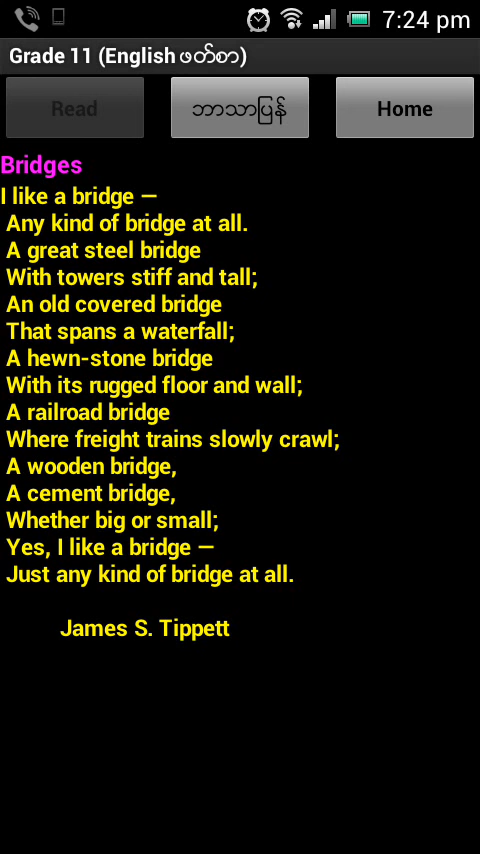 7:24 pm
Grade 11 (English ဖတ်စာ)
Read
ဘာသာပြန်
Home
Bridges
I like a bridge —
Any kind of bridge at all.
A great steel bridge
With towers stiff and tall;
An old covered bridge
That spans a waterfall;
A hewn-stone bridge
With its rugged floor and wall;
A railroad bridge
Where freight trains slowly crawl;
A wooden bridge,
A cement bridge,
Whether big or small;
Yes, I like a bridge —
Just any kind of bridge at all.
James S. Tippett